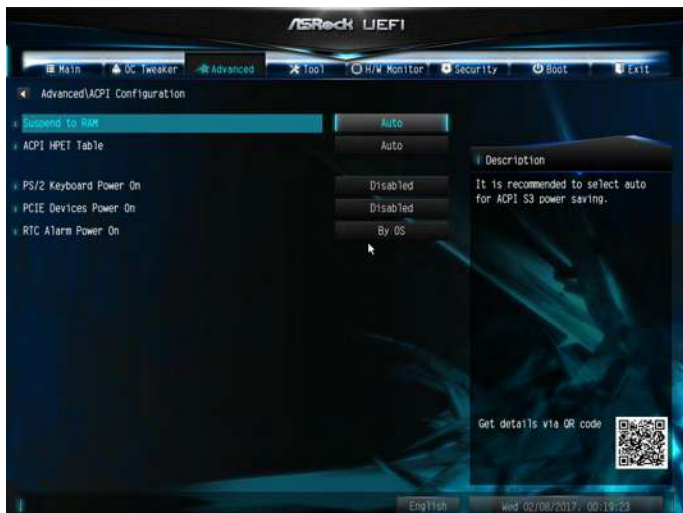 ASRock UEFI
Main OC Tweaker Advanced Tool H/W Monitor Security Boot Exit
Advanced\ACPI Configuration
Suspend to RAM Auto
ACPI HPET Table Auto
PS/2 Keyboard Power On Disabled
PCIE Devices Power On Disabled
RTC Alarm Power On By OS
Description
It is recommended to select auto
for ACPI S3 power saving.
Get details via QR code
English Wed 02/08/2017. 00:19:23